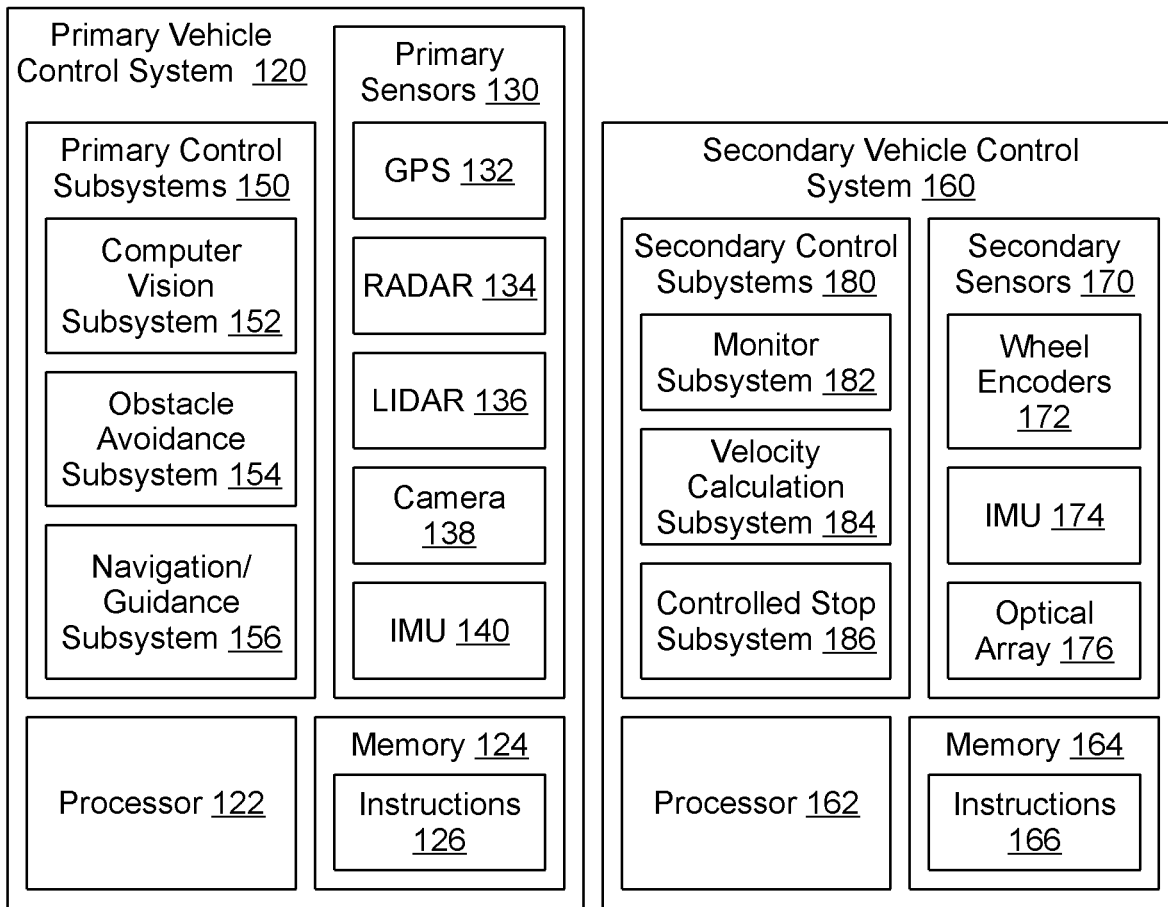 Primary Vehicle
Control System 120
Primary Control
Subsystems 150
Computer
Vision
Subsystem 152
Obstacle
Avoidance
Subsystem 154
Navigation/
Guidance
Subsystem 156
Primary
Sensors 130
GPS 132
RADAR 134
LIDAR 136
Camera
138
IMU 140
Processor 122
Memory 124
Instructions
126
Secondary Vehicle Control
System 160
Secondary Control
Subystems 180
Monitor
Subsystem 182
Velocity
Calculation
Subsystem 184
Controlled Stop
Subsystem 186
Secondary
Sensors 170
Wheel
Encoders
172
IMU 174
Optical
Array 176
Processor 162
Memory 164
Instructions
166